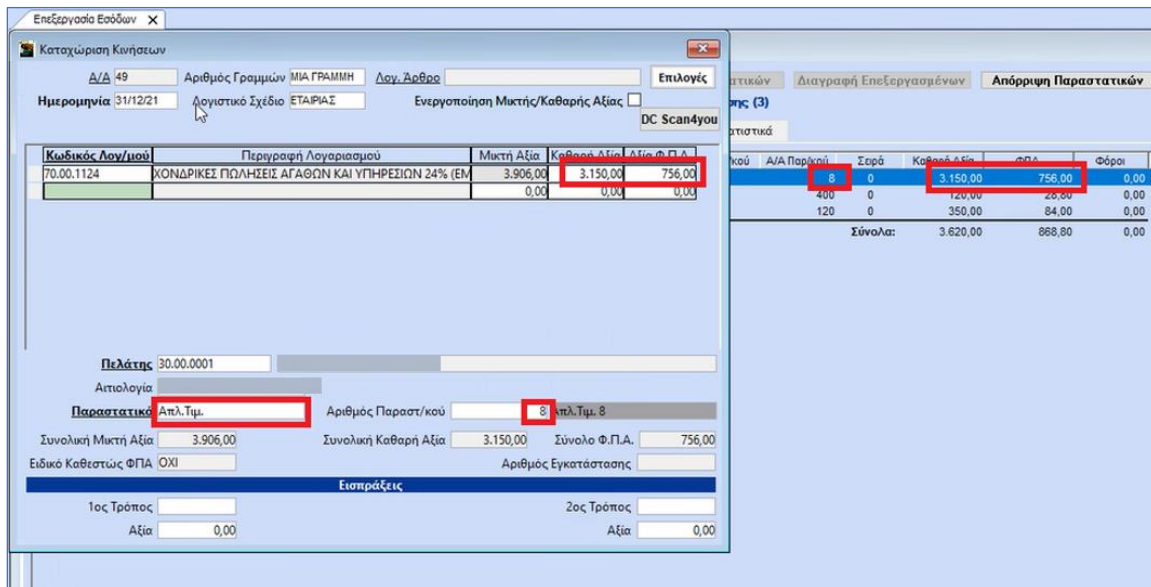 Επεξεργασία Εσόδων X
Καταχώριση Κινήσεων
Α/Α 49 Αριθμός Γραμμών ΜΙΑ ΓΡΑΜΜΗ Λογ. Άρθρο Επιλογές
Ημερομηνία 31/12/21 Λογιστικό Σχέδιο ΕΤΑΙΡΙΑΣ Ενεργοποίηση Μικτής/Καθαρής Αξίας
DC Scan4you
Κωδικός Λογ/μού Περιγραφή Λογαριασμού Μικτή Αξία Καθαρή Αξία Αξία Φ.Π.Α.
70.00.1124 ΧΟΝΔΡΙΚΕΣ ΠΩΛΗΣΕΙΣ ΑΓΑΘΩΝ ΚΑΙ ΥΠΗΡΕΣΙΩΝ 24% (ΕΜ 3.906,00 3.150,00 756,00
0,00 0,00 0,00
Πελάτης 30.00.0001
Αιτιολογία
Παραστατικό Απλ.Τιμ. Αριθμός Παραστ/κού 8 Απλ.Τιμ. 8
Συνολική Μικτή Αξία 3.906,00 Συνολική Καθαρή Αξία 3.150,00 Σύνολο Φ.Π.Α. 756,00
Ειδικό Καθεστώς ΦΠΑ ΟΧΙ Αριθμός Εγκατάστασης
Εισπράξεις
1ος Τρόπος 2ος Τρόπος
Αξία 0,00 Αξία 0,00
ατικών Διαγραφή Επεξεργασμένων Απόρριψη Παραστατικών
σης (3)
ατιστικά
/κού Α/Α Παρ/κού Σειρά Καθαρή Αξία ΦΠΑ Φόροι
8 0 3.150,00 756,00 0,00
400 0 120,00 28,80 0,00
120 0 350,00 84,00 0,00
Σύνολα: 3.620,00 868,80 0,00